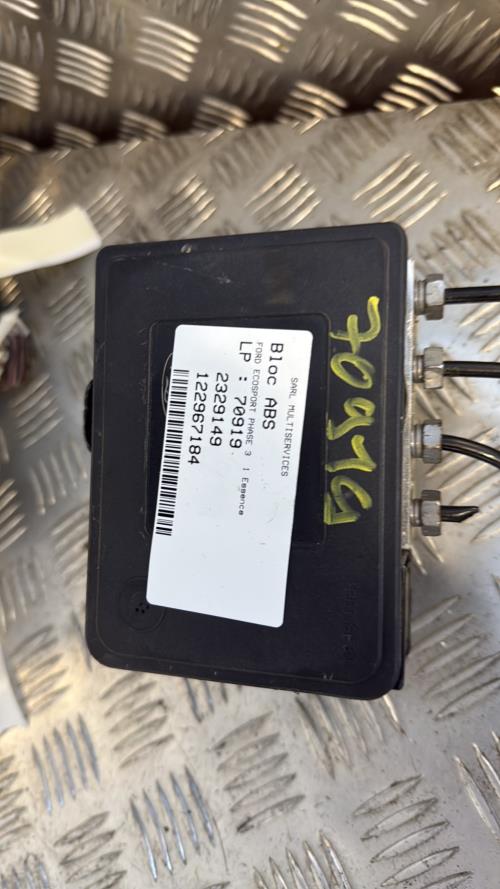 SARL MULTISERVICES
Bloc ABS
FORD ECOSPORT PHASE 3 1 Essence
LP : 70919.
2329149
122967184
70919